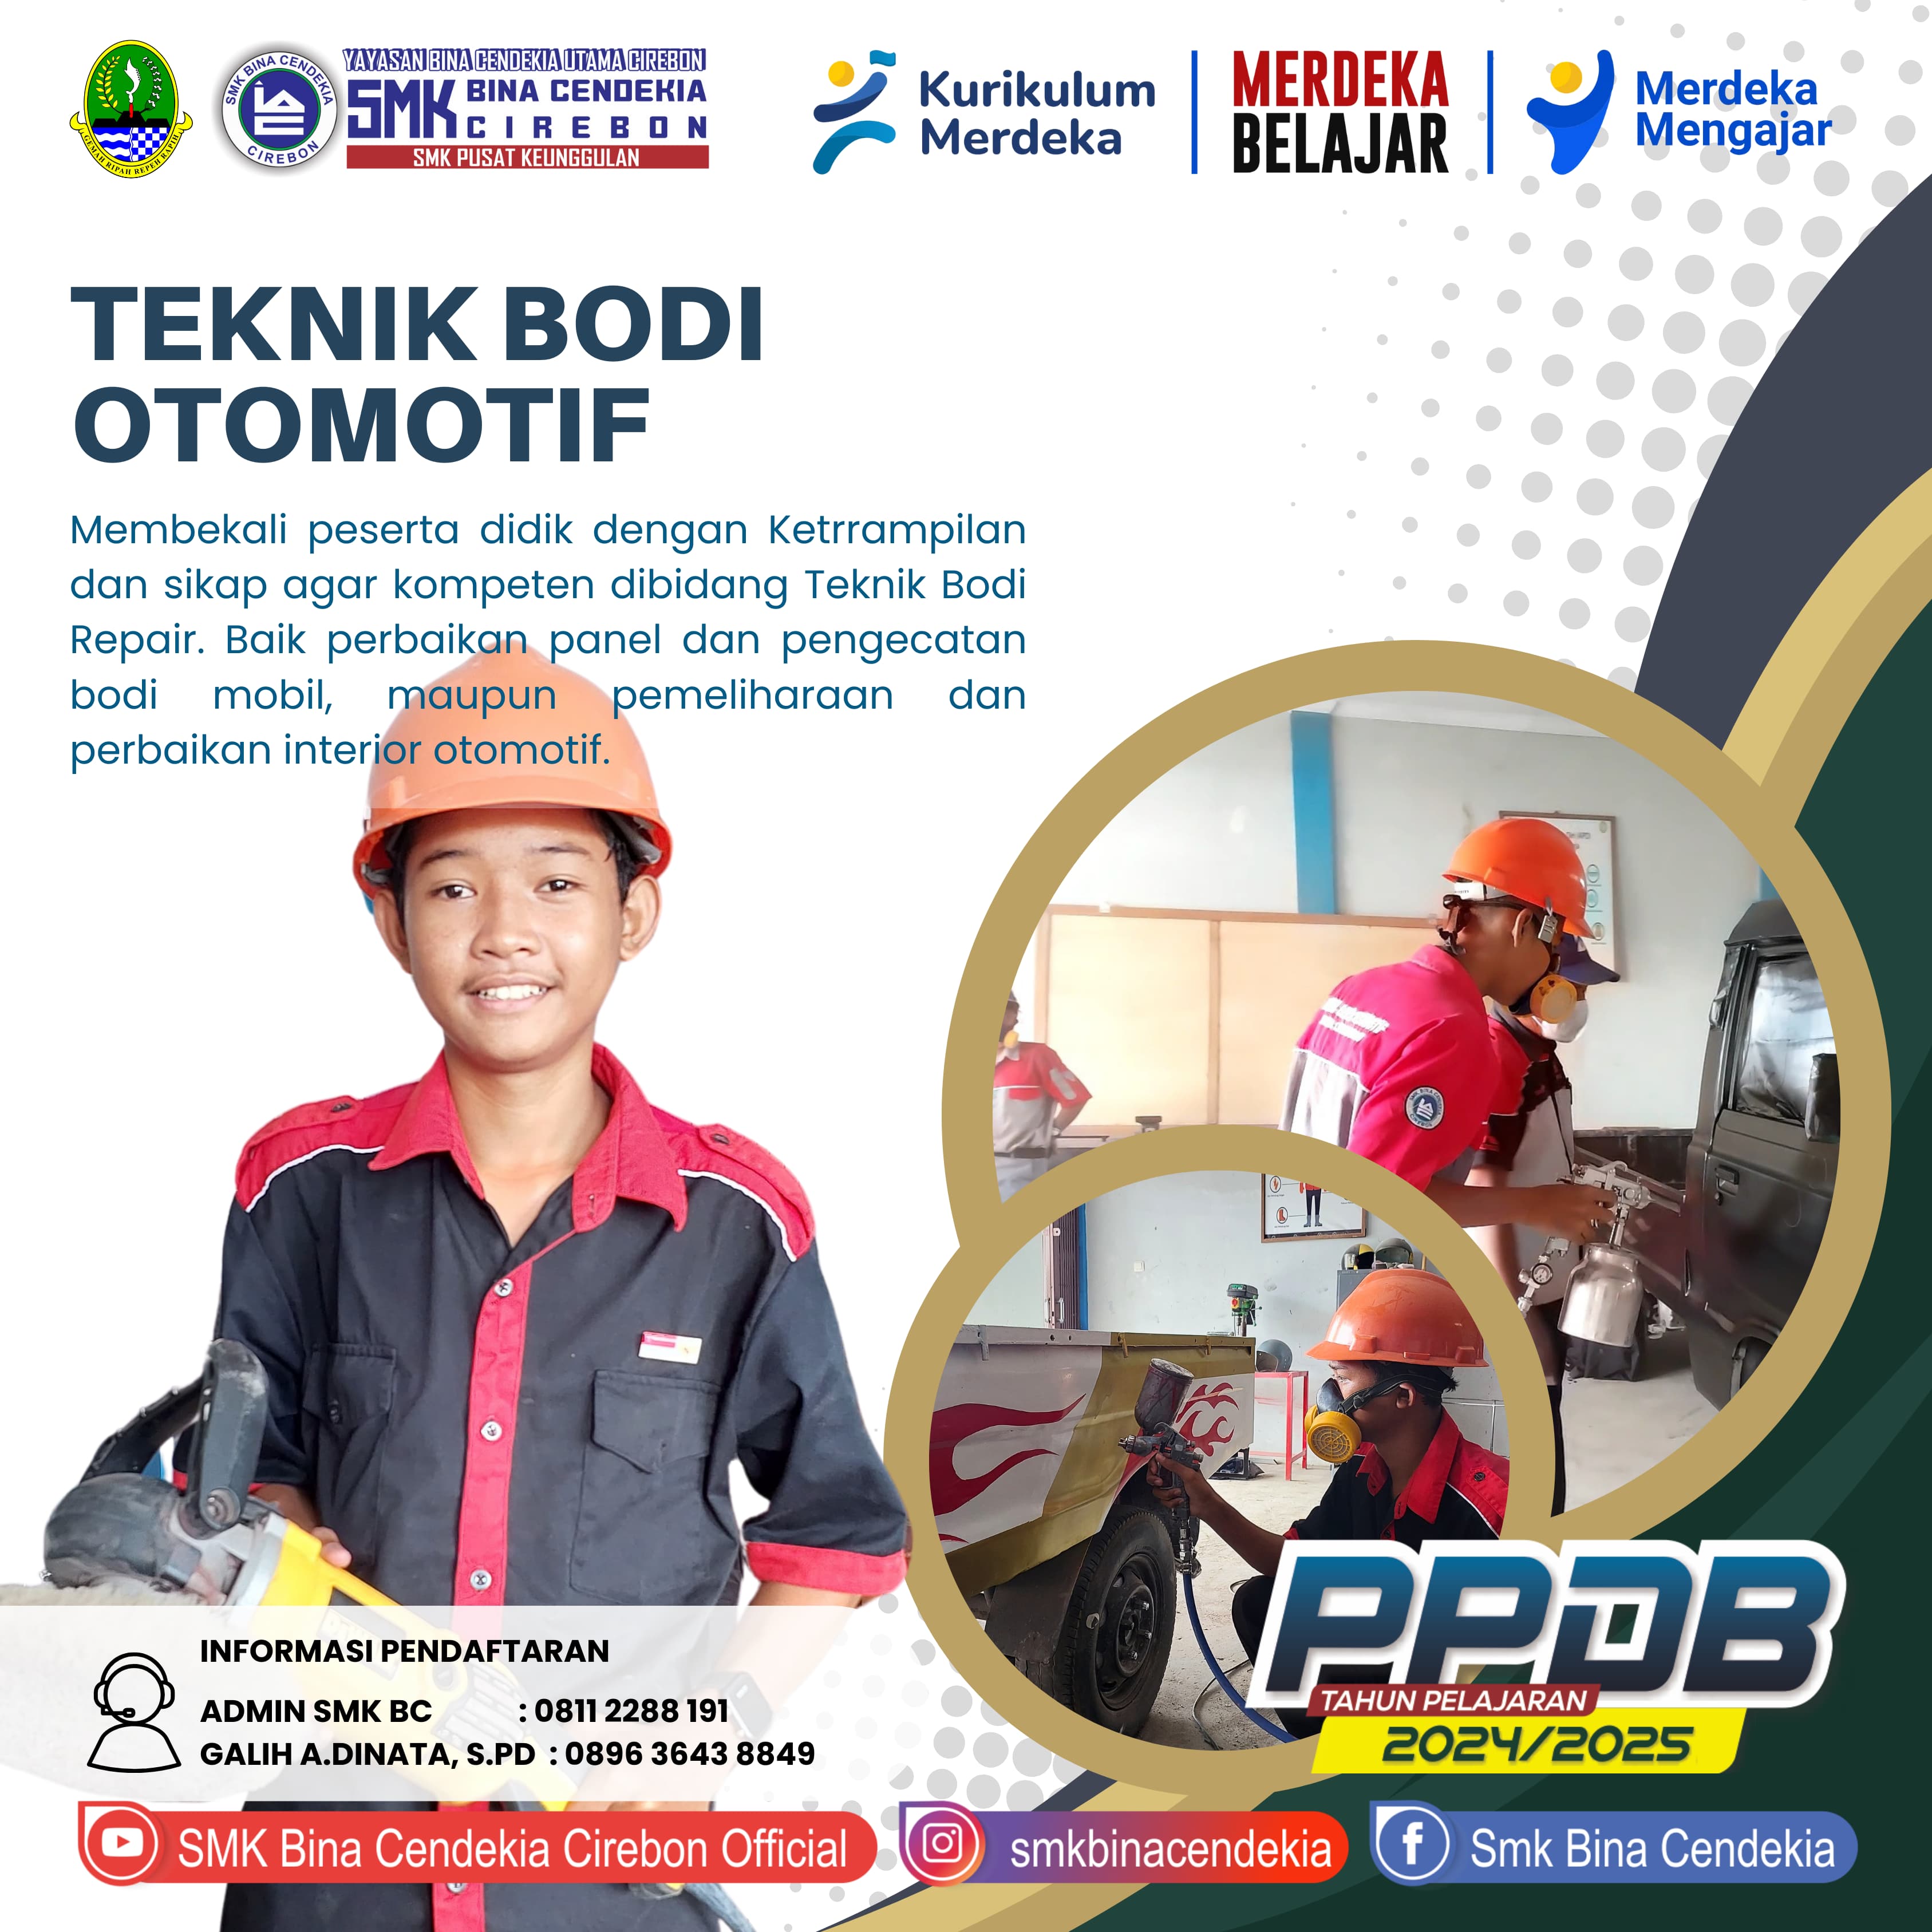 GEMAH RIPAH REPEH RAPIH
SMK BINA CENDEKIA
CIREBON
YAYASAN BINA CENDEKIA UTAMA CIREBON
SMK BINA CENDEKIA
CIREBON
SMK PUSAT KEUNGGULAN
Kurikulum
Merdeka
MERDEKA
BELAJAR
Merdeka
Mengajar
TEKNIK BODI
OTOMOTIF
Membekali peserta didik dengan Ketrrampilan
dan sikap agar kompeten dibidang Teknik Bodi
Repair. Baik perbaikan panel dan pengecatan
bodi mobil, maupun pemeliharaan dan
perbaikan interior otomotif.
INFORMASI PENDAFTARAN
ADMIN SMK BC : 0811 2288 191
GALIH A.DINATA, S.PD : 0896 3643 8849
PPDB
TAHUN PELAJARAN
2024/2025
SMK Bina Cendekia Cirebon Official
smkbinacendekia
Smk Bina Cendekia